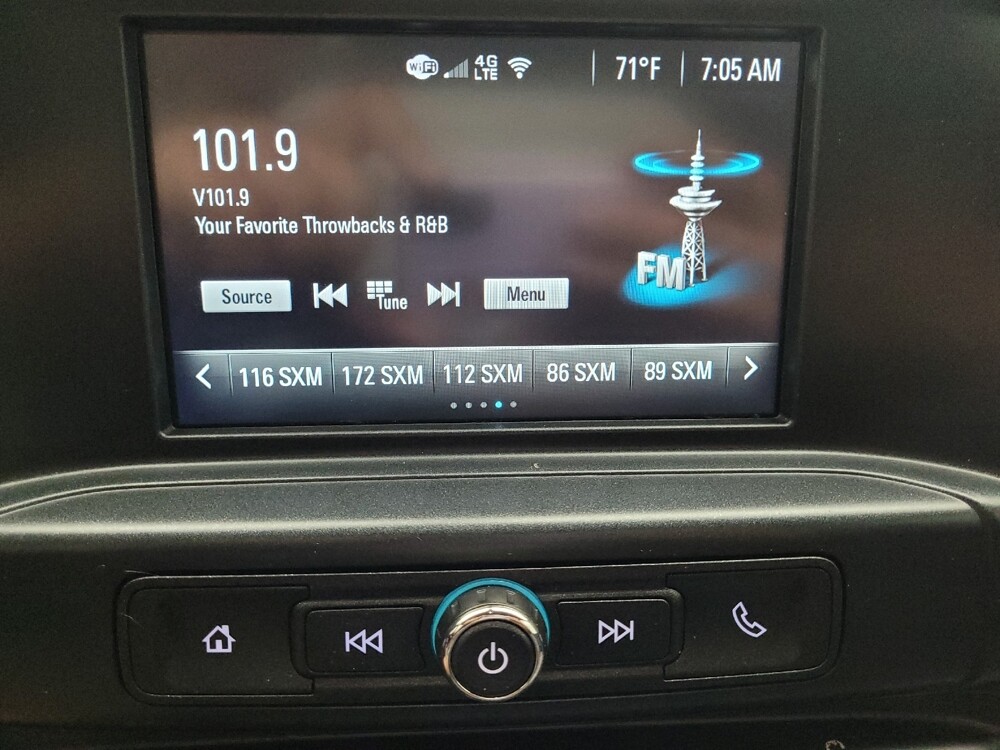 WiFi 4G LTE 71°F 7:05 AM
101.9
V101.9
Your Favorite Throwbacks & R&B
FM
Source Tune Menu
116 SXM 172 SXM 112 SXM 86 SXM 89 SXM